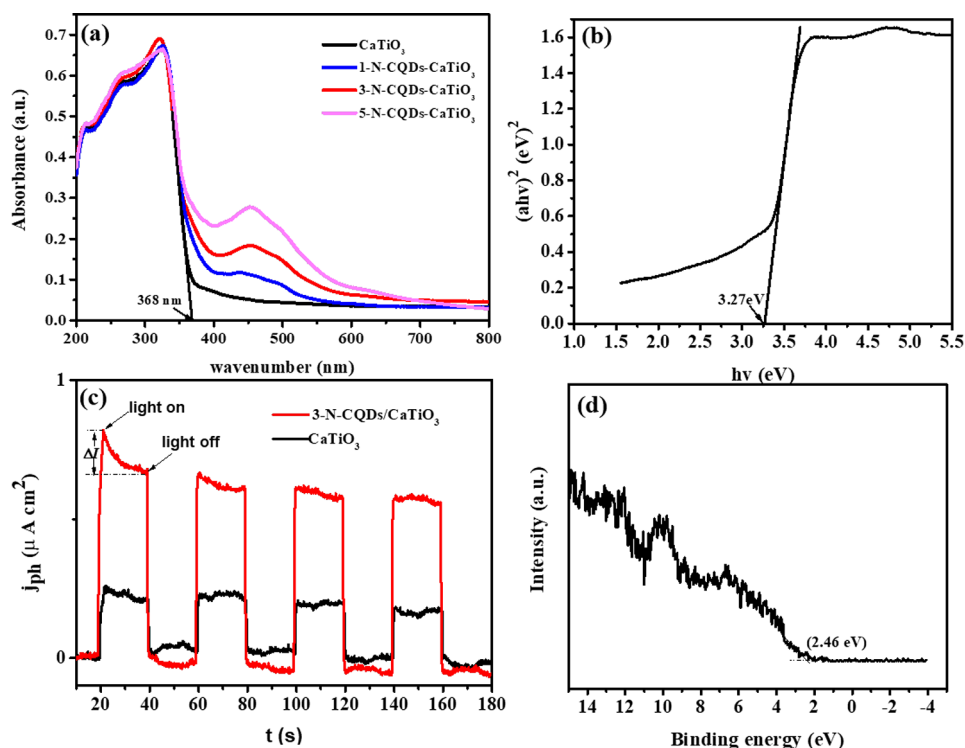 (a)
CaTiO₃
1-N-CQDs-CaTiO₃
3-N-CQDs-CaTiO₃
5-N-CQDs-CaTiO₃
368 nm
Absorbance (a.u.)
0.7
0.6
0.5
0.4
0.3
0.2
0.1
0.0
200 300 400 500 600 700 800
wavenumber (nm)
(b)
3.27eV
(ahv)² (eV)²
2.0
1.6
1.2
0.8
0.4
0.0
1.0 1.5 2.0 2.5 3.0 3.5 4.0 4.5 5.0 5.5
hv (eV)
(c)
light on
light off
ΔI
3-N-CQDs/CaTiO₃
CaTiO₃
jph (μ A cm²)
1
0
20 40 60 80 100 120 140 160 180
t (s)
(d)
(2.46 eV)
Intensity (a.u.)
14 12 10 8 6 4 2 0 -2 -4
Binding energy (eV)